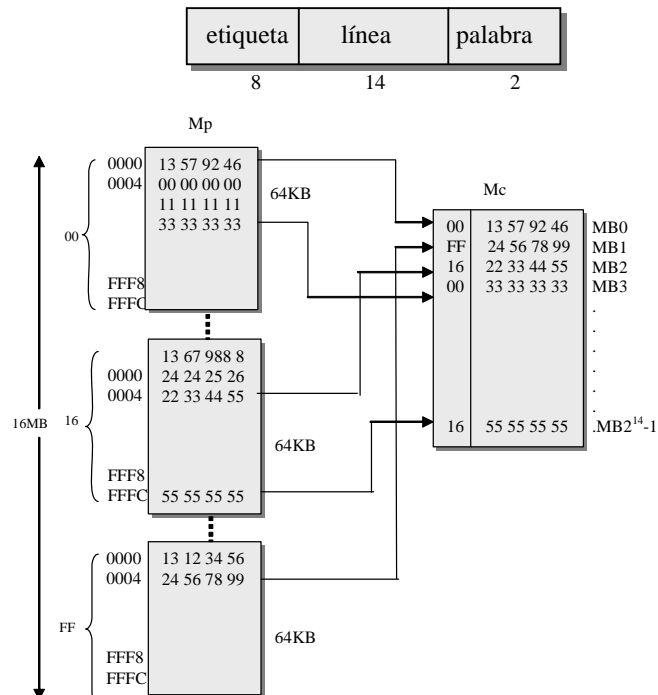 etiqueta línea palabra
8 14 2
Mp
0000 13 57 92 46
0004 00 00 00 00
11 11 11 11
33 33 33 33
64KB
00
FFF8
FFFC
Mc
00 13 57 92 46 MB0
FF 24 56 78 99 MB1
16 22 33 44 55 MB2
00 33 33 33 33 MB3
.
.
.
.
.
.
16 55 55 55 55 .MB2¹⁴-1
16MB
13 67 988 8
0000 24 24 25 26
0004 22 33 44 55
16
64KB
FFF8
FFFC 55 55 55 55
0000 13 12 34 56
0004 24 56 78 99
FF
64KB
FFF8
FFFC